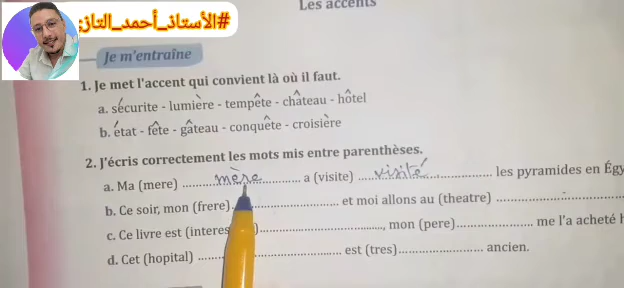 #الأستاذ_أحمد_التازي
Les accents
Je m'entraîne
1. Je met l'accent qui convient là où il faut.
a. sécurite - lumière - tempête - château - hôtel
b. état - fête - gâteau - conquête - croisière
2. J'écris correctement les mots mis entre parenthèses.
a. Ma (mere) mère a (visite) visité les pyramides en Égy
b. Ce soir, mon (frere) et moi allons au (theatre)
c. Ce livre est (interes , mon (pere) me l'a acheté
d. Cet (hopital) est (tres) ancien.